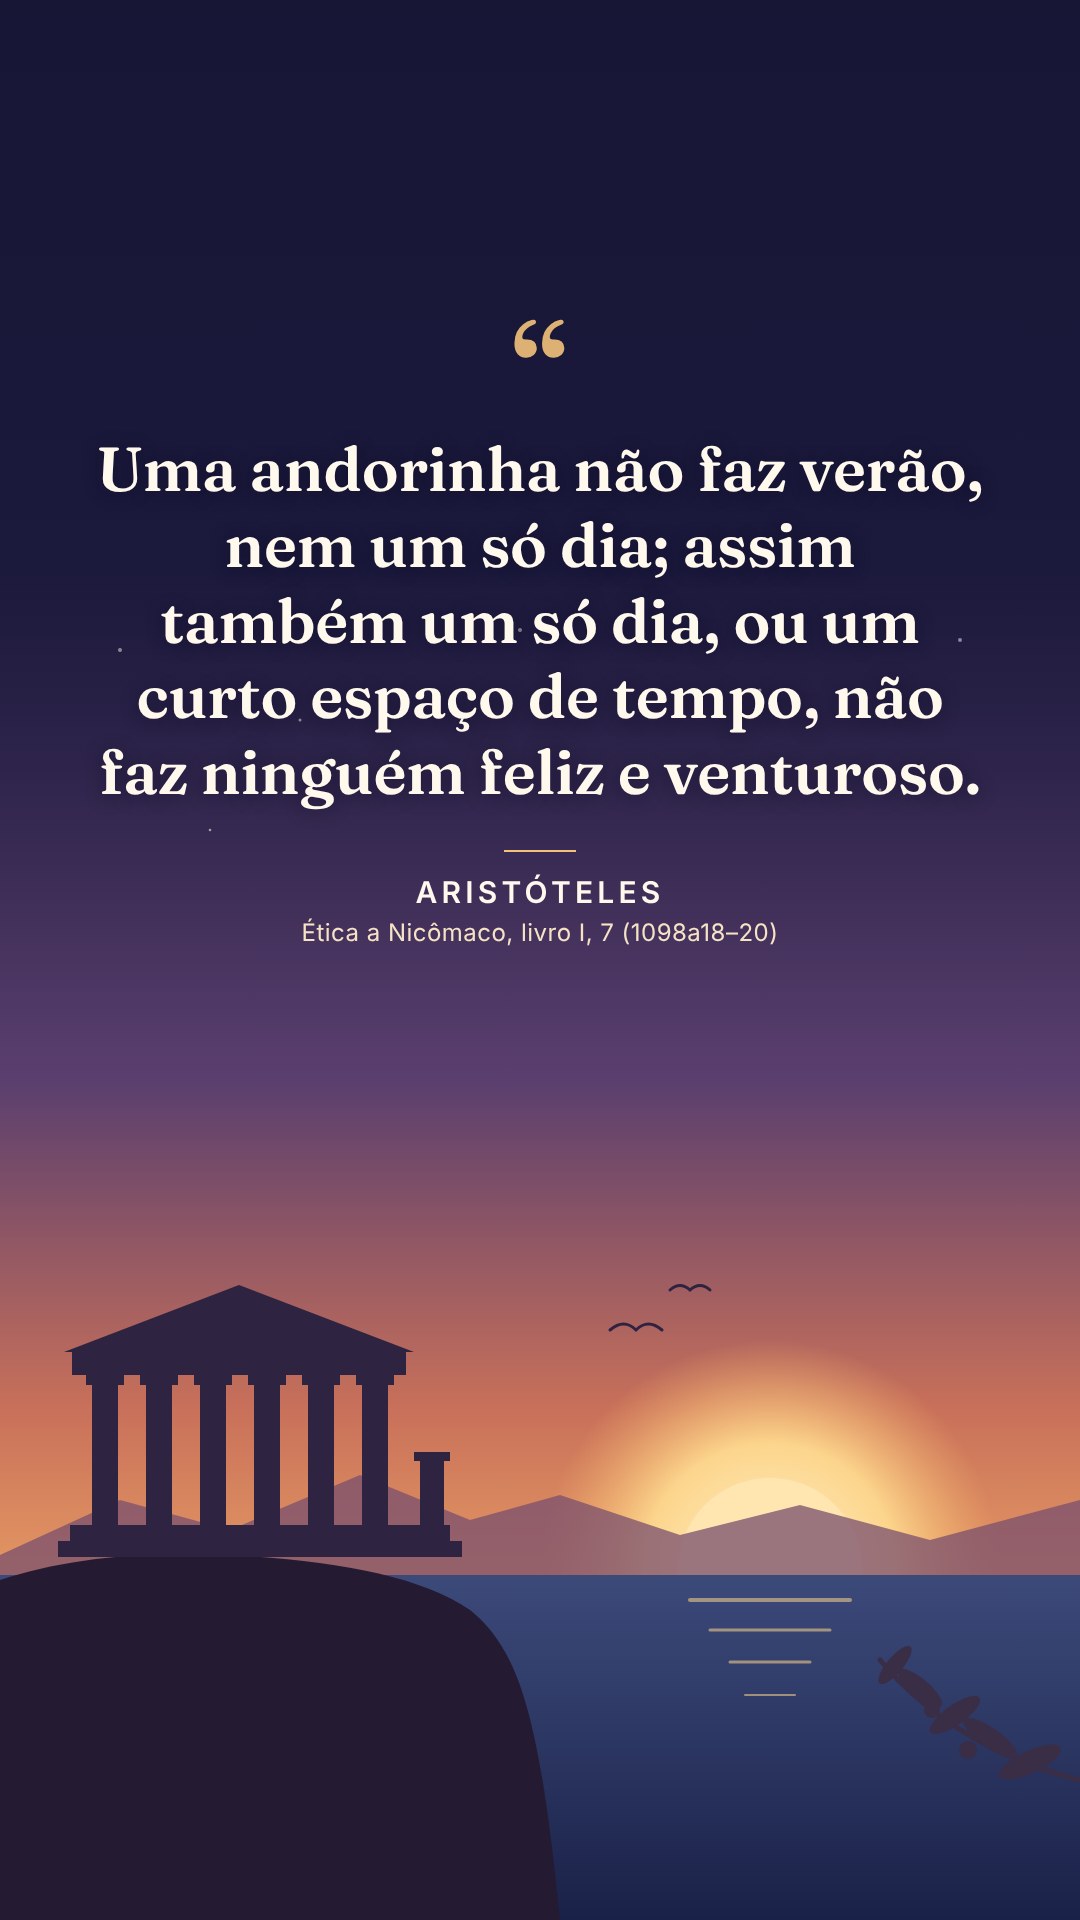 “
Uma andorinha não faz verão,
nem um só dia; assim
também um só dia, ou um
curto espaço de tempo, não
faz ninguém feliz e venturoso.
ARISTÓTELES
Ética a Nicômaco, livro I, 7 (1098a18–20)